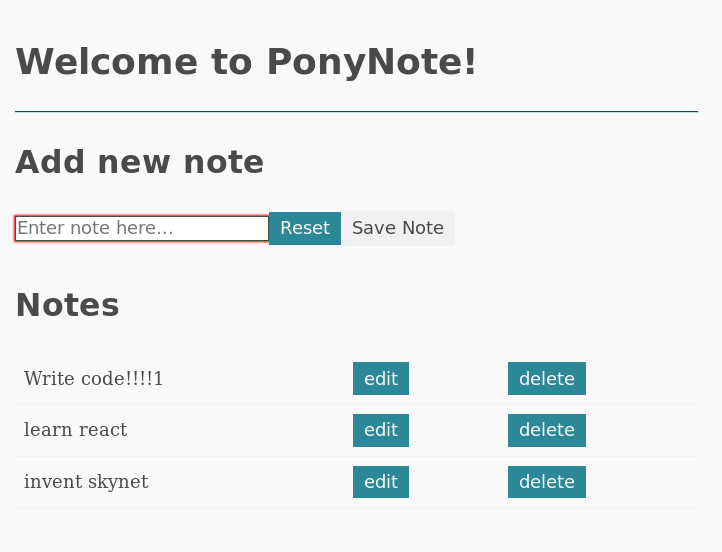 Welcome to PonyNote!
Add new note
Enter note here... Reset Save Note
Notes
Write code!!!!1 edit delete
learn react edit delete
invent skynet edit delete